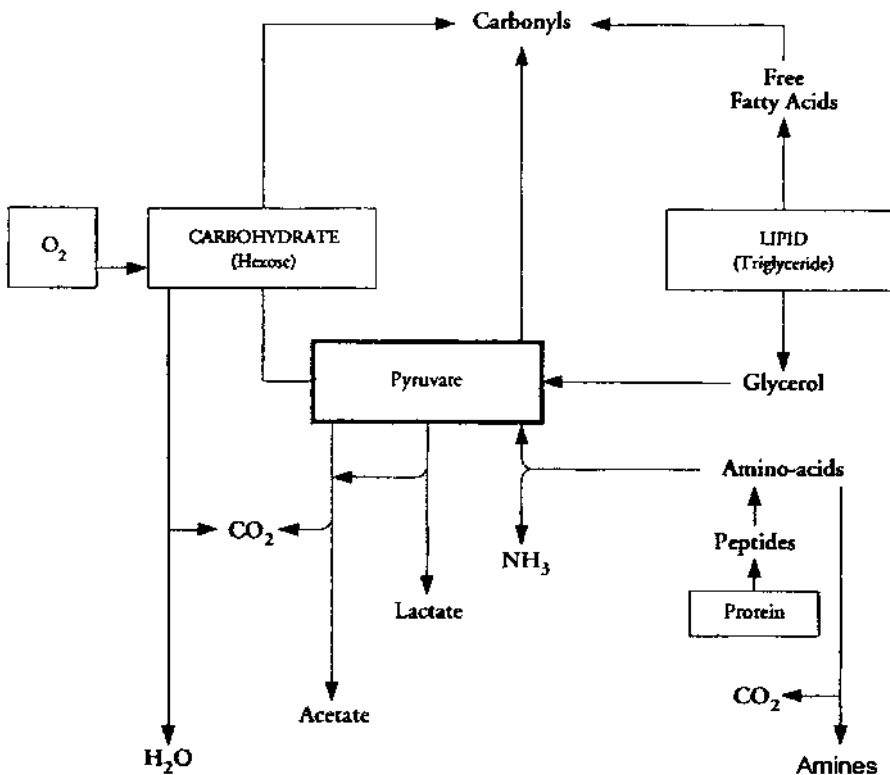 Carbonyls
Free
Fatty Acids
O2
CARBOHYDRATE
(Hexose)
LIPID
(Triglyceride)
Pyruvate
Glycerol
Amino-acids
CO2
NH3
Peptides
Lactate
Protein
CO2
Acetate
H2O
Amines